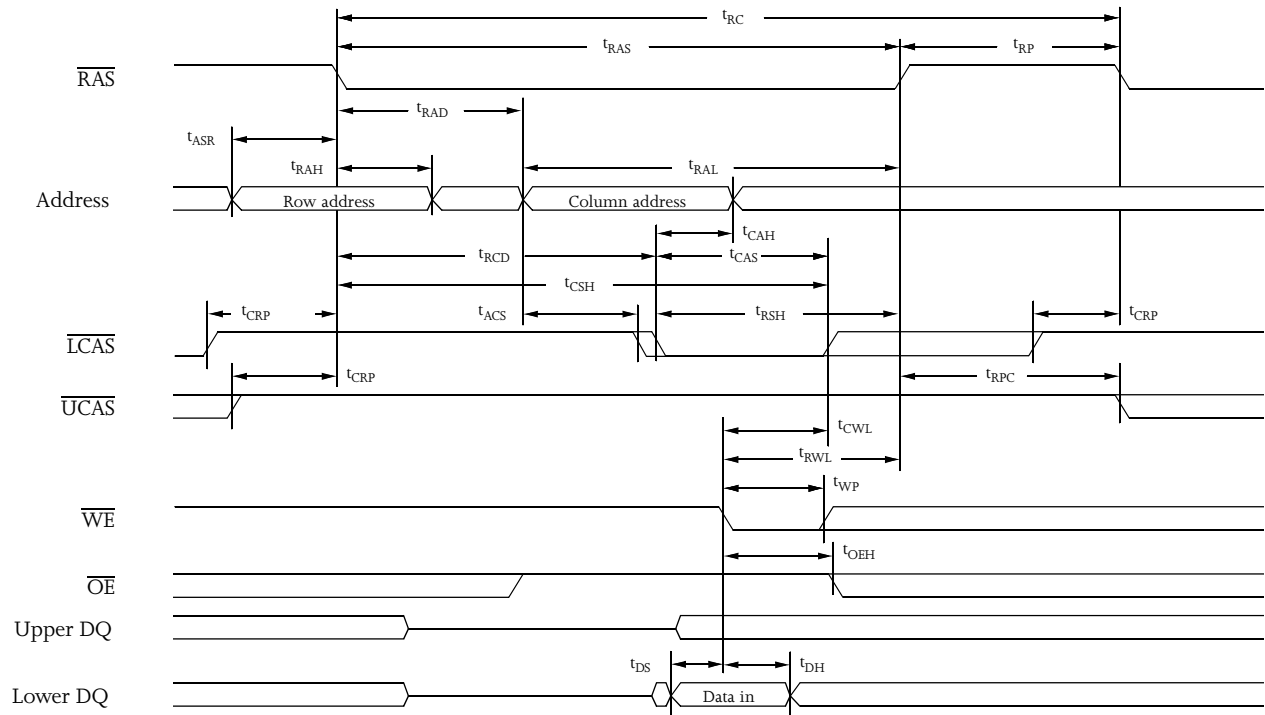 tRC
tRAS
tRP
RAS
tRAD
tASR
tRAH
tRAL
Address
Row address
Column address
tCAH
tRCD
tCAS
tCSH
tCRP
tACS
tRSH
tCRP
LCAS
tCRP
tRPC
UCAS
tCWL
tRWL
tWP
WE
tOEH
OE
Upper DQ
tDS
tDH
Lower DQ
Data in